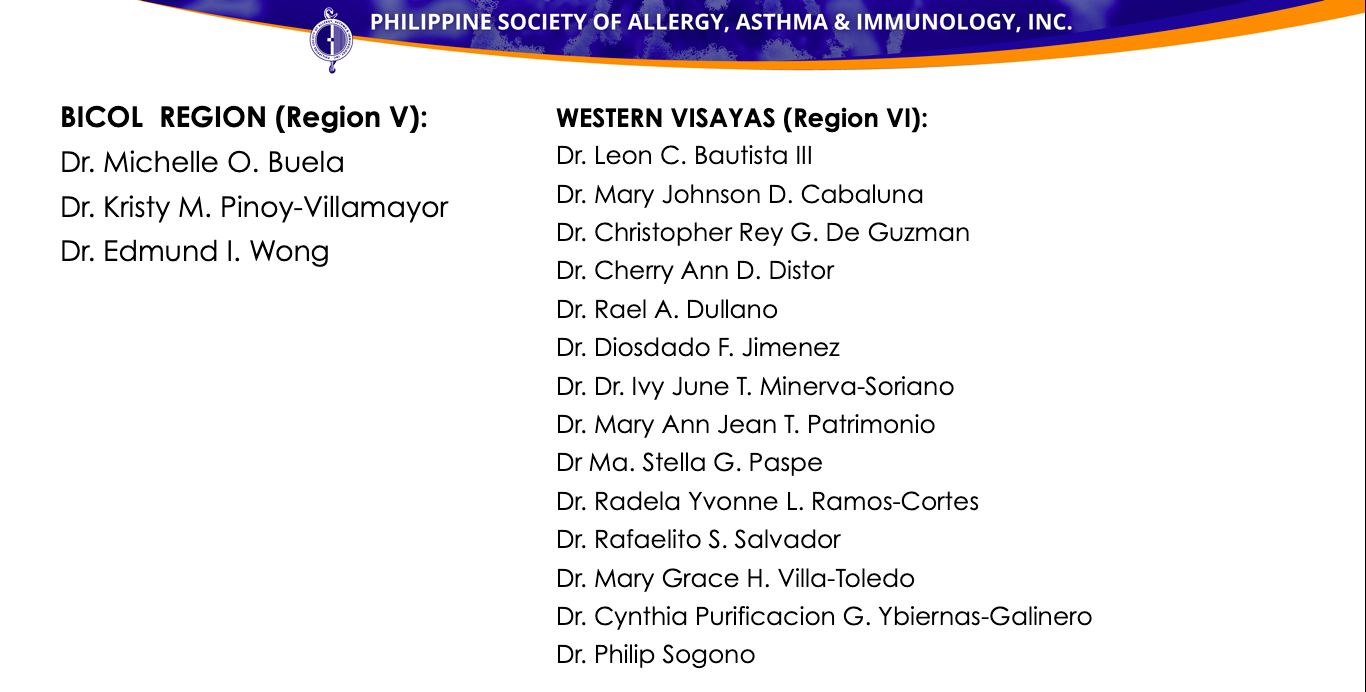 PHILIPPINE SOCIETY OF ALLERGY, ASTHMA & IMMUNOLOGY, INC.
BICOL REGION (Region V):
Dr. Michelle O. Buela
Dr. Kristy M. Pinoy-Villamayor
Dr. Edmund I. Wong
WESTERN VISAYAS (Region VI):
Dr. Leon C. Bautista III
Dr. Mary Johnson D. Cabaluna
Dr. Christopher Rey G. De Guzman
Dr. Cherry Ann D. Distor
Dr. Rael A. Dullano
Dr. Diosdado F. Jimenez
Dr. Dr. Ivy June T. Minerva-Soriano
Dr. Mary Ann Jean T. Patrimonio
Dr Ma. Stella G. Paspe
Dr. Radela Yvonne L. Ramos-Cortes
Dr. Rafaelito S. Salvador
Dr. Mary Grace H. Villa-Toledo
Dr. Cynthia Purificacion G. Ybiernas-Galinero
Dr. Philip Sogono